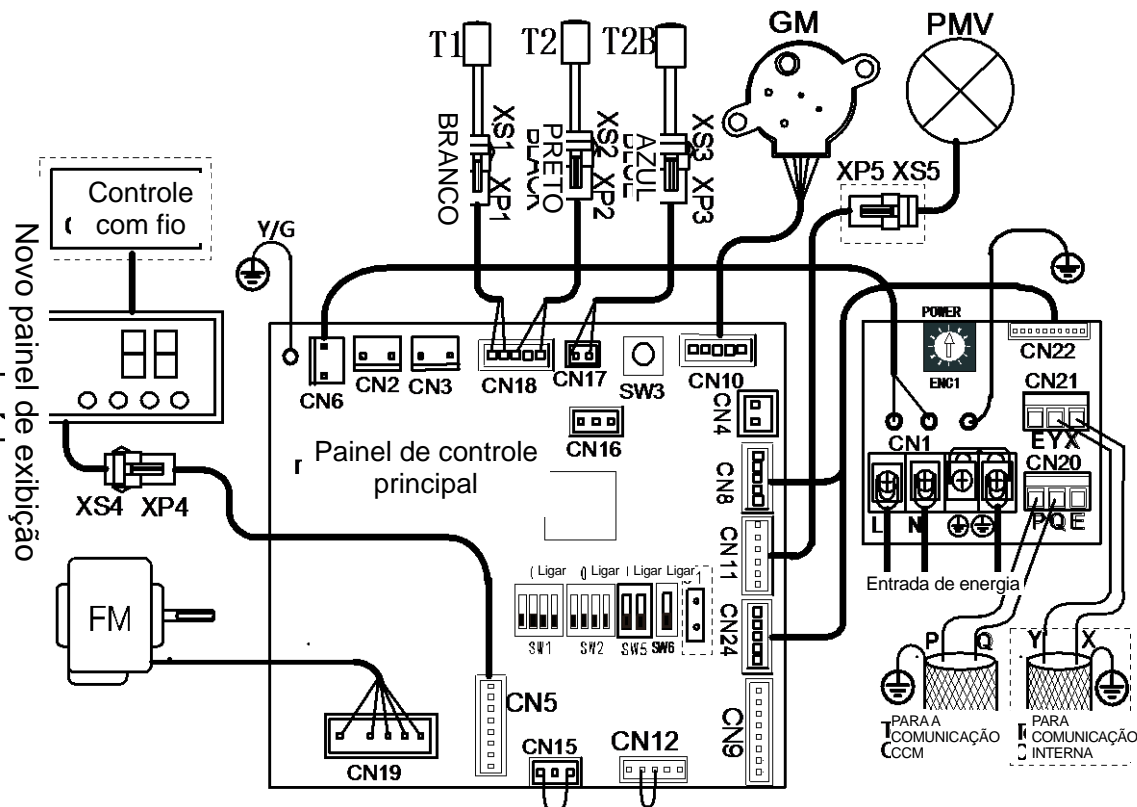 T1
T2
T2B
GM
PMV
XS1 XP1
BRANCO
XS2 XP2
PRETO
XS3 XP3
AZUL
XP5 XS5
Controle
com fio
Y/G
Novo painel de exibição
POWER
ENC1
CN22
CN21
EYX
CN20
PQE
CN1
L
N
Entrada de energia
CN6
CN2
CN3
CN18
CN17
SW3
CN10
CN16
CN4
CN8
CN11
CN24
CN9
Painel de controle
principal
XS4 XP4
FM
Ligar
Ligar
Ligar
Ligar
SW1
SW2
SW5
SW6
CN5
CN19
CN15
CN12
P
Q
Y
X
PARA A
COMUNICAÇÃO
CCM
PARA
COMUNICAÇÃO
INTERNA